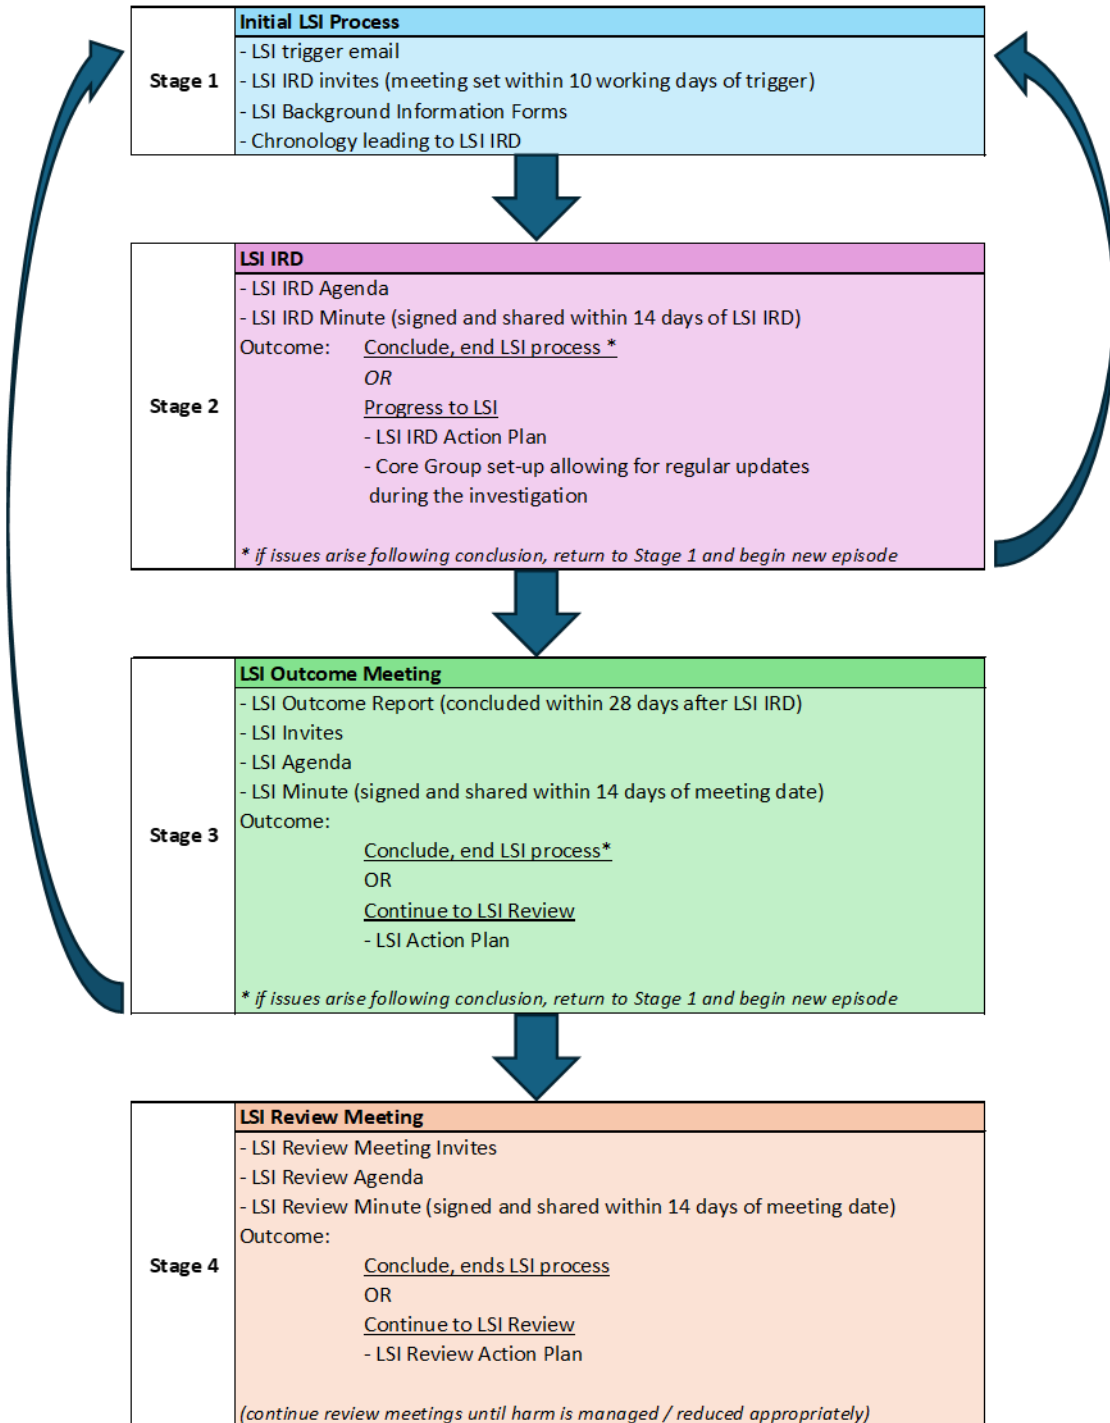 Initial LSI Process
Stage 1
- LSI trigger email
- LSI IRD invites (meeting set within 10 working days of trigger)
- LSI Background Information Forms
- Chronology leading to LSI IRD
LSI IRD
Stage 2
- LSI IRD Agenda
- LSI IRD Minute (signed and shared within 14 days of LSI IRD)
Outcome: Conclude, end LSI process *
OR
Progress to LSI
- LSI IRD Action Plan
- Core Group set-up allowing for regular updates
during the investigation
* if issues arise following conclusion, return to Stage 1 and begin new episode
LSI Outcome Meeting
Stage 3
- LSI Outcome Report (concluded within 28 days after LSI IRD)
- LSI Invites
- LSI Agenda
- LSI Minute (signed and shared within 14 days of meeting date)
Outcome:
Conclude, end LSI process*
OR
Continue to LSI Review
- LSI Action Plan
* if issues arise following conclusion, return to Stage 1 and begin new episode
LSI Review Meeting
Stage 4
- LSI Review Meeting Invites
- LSI Review Agenda
- LSI Review Minute (signed and shared within 14 days of meeting date)
Outcome:
Conclude, ends LSI process
OR
Continue to LSI Review
- LSI Review Action Plan
(continue review meetings until harm is managed / reduced appropriately)